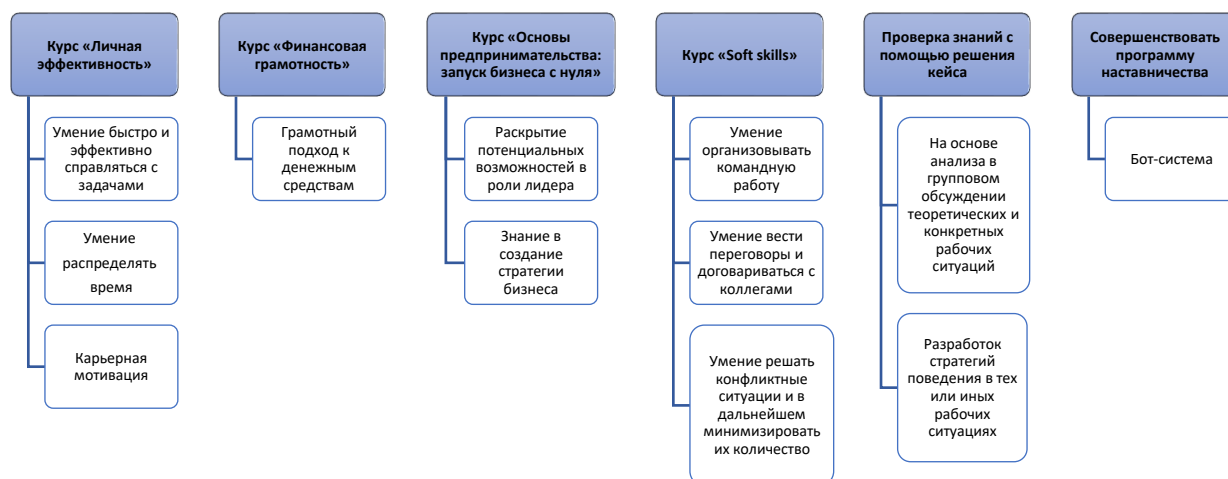 Курс «Личная
эффективность»
Умение быстро и
эффективно
справляться с
задачами
Умение
распределять
время
Карьерная
мотивация
Курс «Финансовая
грамотность»
Грамотный
подход к
денежным
средствам
Курс «Основы
предпринимательства:
запуск бизнеса с нуля»
Раскрытие
потенциальных
возможностей в
роли лидера
Знание в
создание
стратегии
бизнеса
Курс «Soft skills»
Умение
организовывать
командную
работу
Умение вести
переговоры и
договариваться с
коллегами
Умение решать
конфликтные
ситуации и в
дальнейшем
минимизировать
их количество
Проверка знаний с
помощью решения
кейса
На основе
анализа в
групповом
обсуждении
теоретических и
конкретных
рабочих
ситуаций
Разработок
стратегий
поведения в тех
или иных
рабочих
ситуациях
Совершенствовать
программу
наставничества
Бот-система